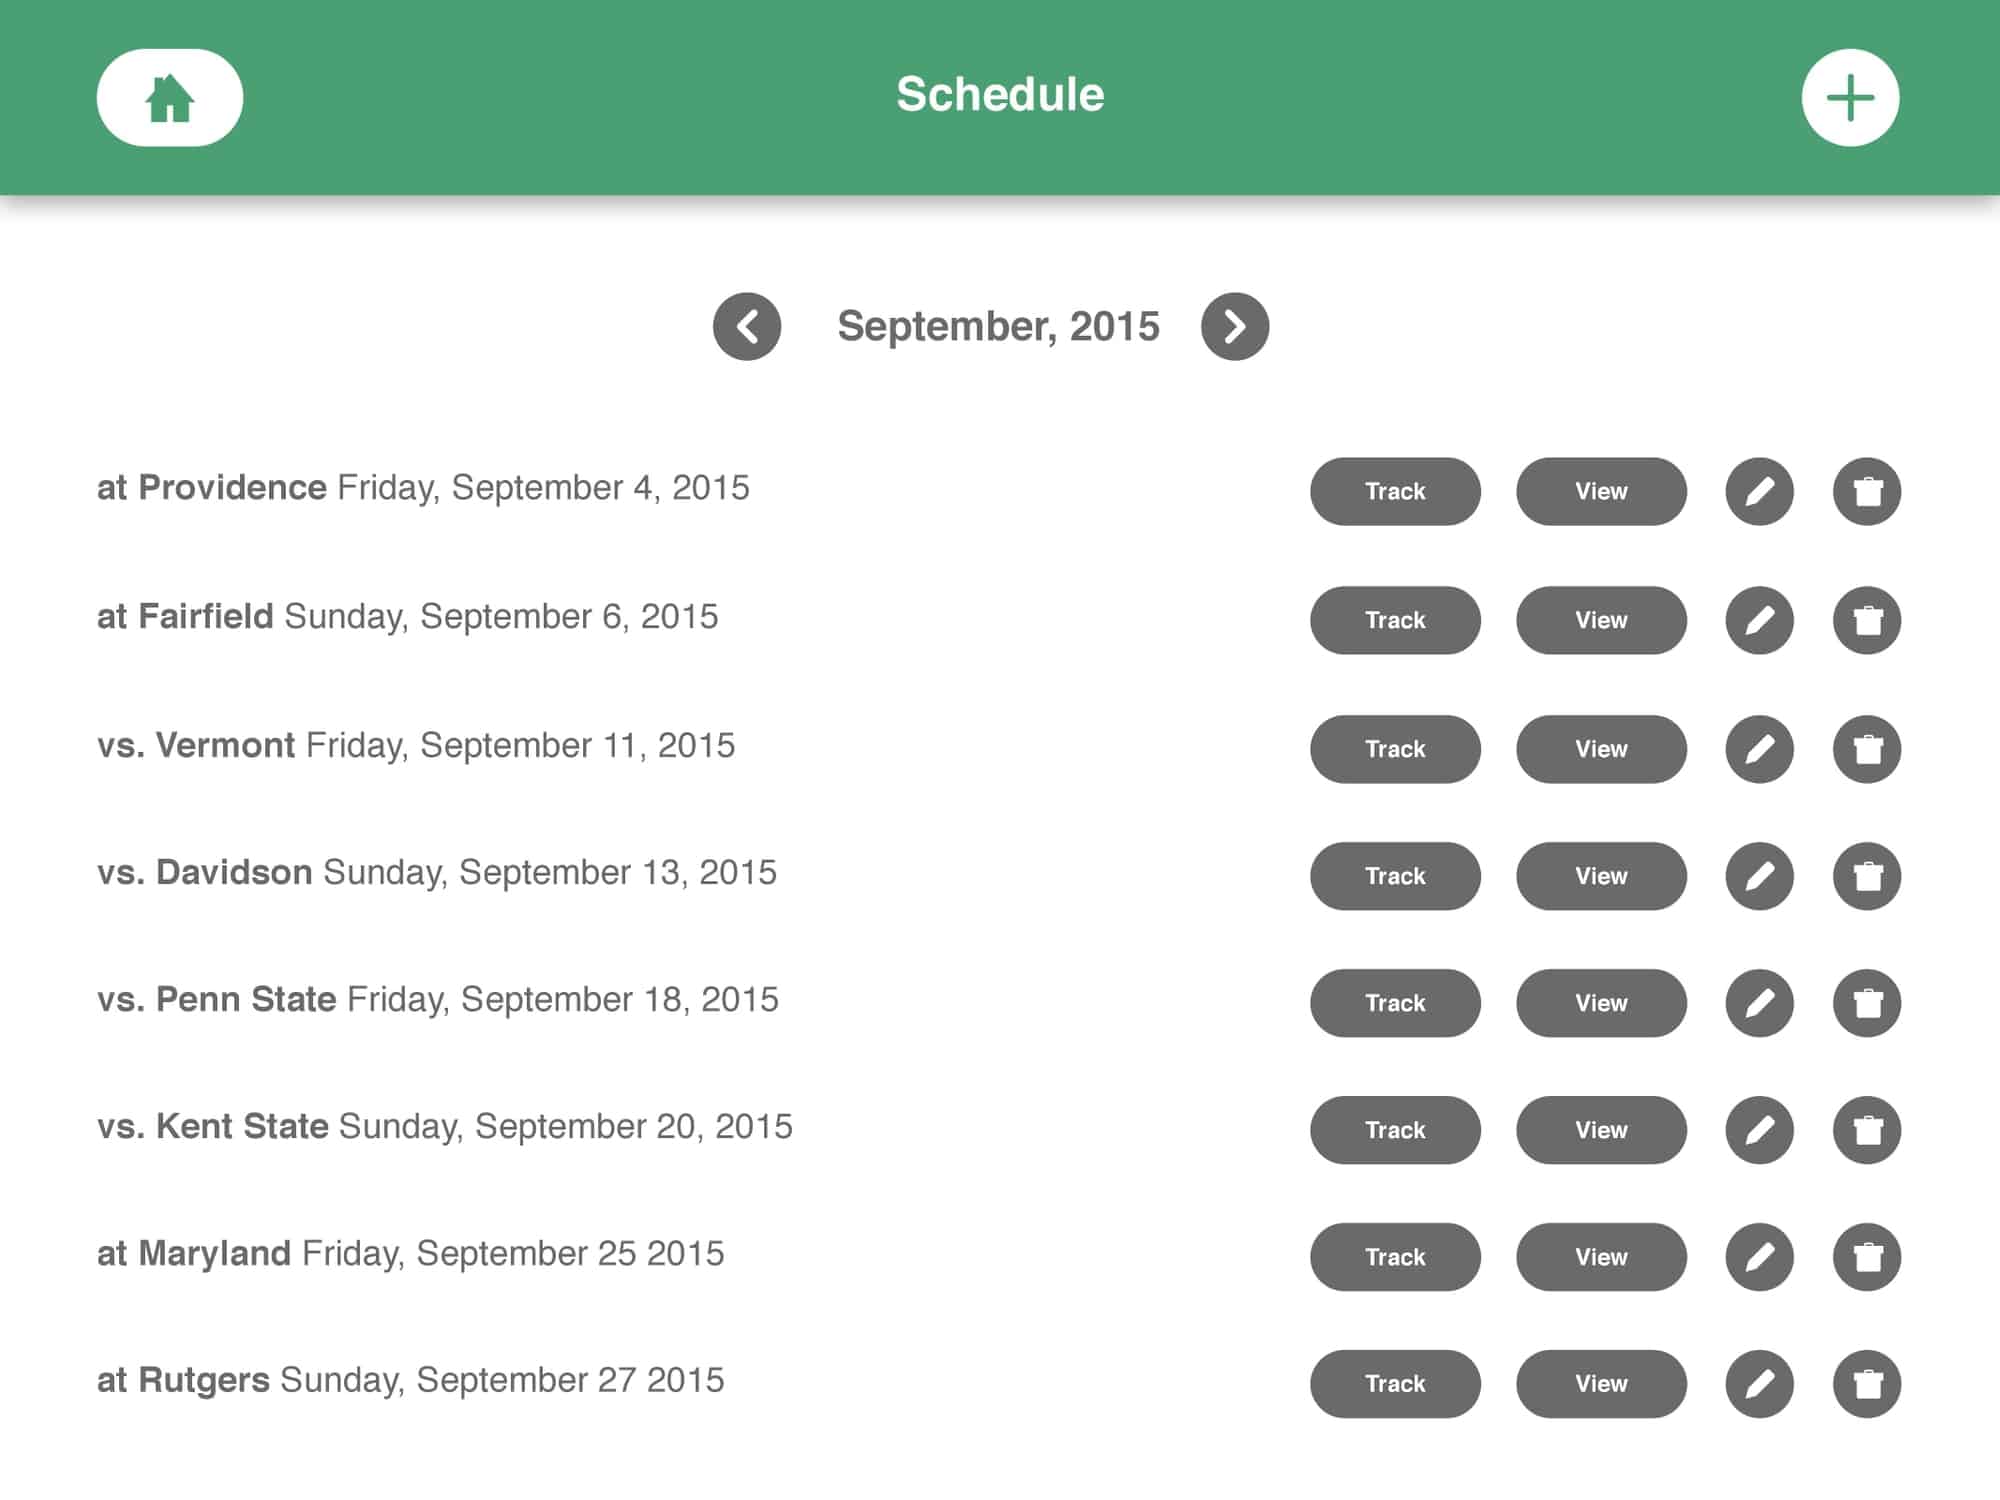 Schedule
September, 2015
at Providence Friday, September 4, 2015 Track View
at Fairfield Sunday, September 6, 2015 Track View
vs. Vermont Friday, September 11, 2015 Track View
vs. Davidson Sunday, September 13, 2015 Track View
vs. Penn State Friday, September 18, 2015 Track View
vs. Kent State Sunday, September 20, 2015 Track View
at Maryland Friday, September 25 2015 Track View
at Rutgers Sunday, September 27 2015 Track View